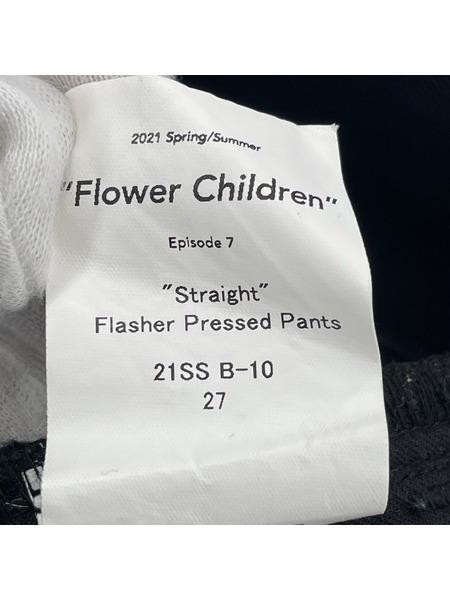 2021 Spring/Summer
"Flower Children"
Episode 7
"Straight"
Flasher Pressed Pants
21SS B-10
27